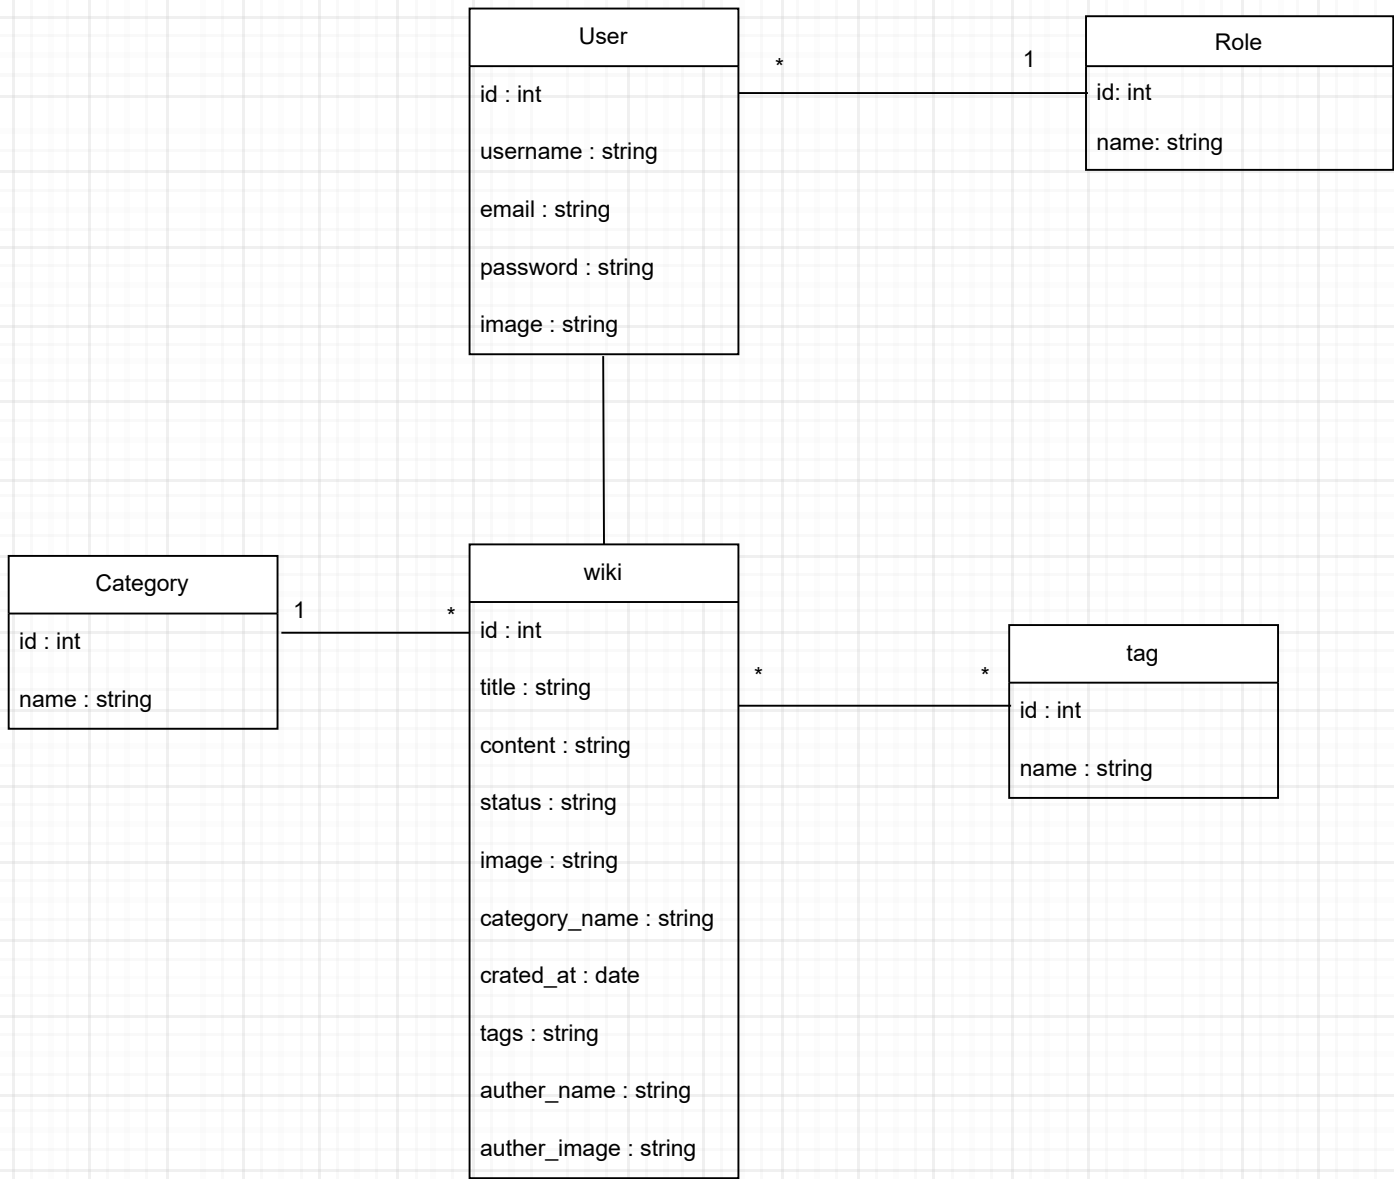 User
id : int
username : string
email : string
password : string
image : string
*
1
Role
id: int
name: string
Category
id : int
name : string
1
*
wiki
id : int
title : string
content : string
status : string
image : string
category_name : string
crated_at : date
tags : string
auther_name : string
auther_image : string
*
*
tag
id : int
name : string